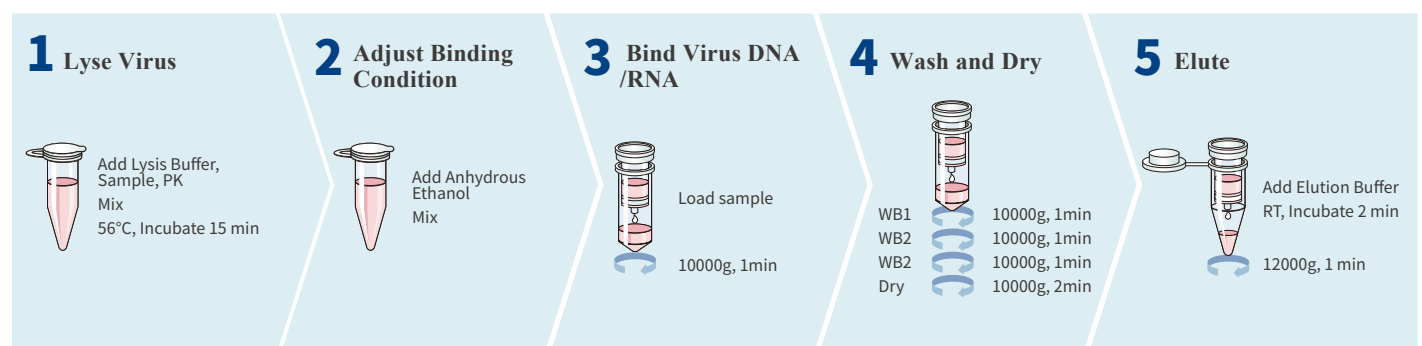 1 Lyse Virus
Add Lysis Buffer,
Sample, PK
Mix
56°C, Incubate 15 min
2 Adjust Binding
Condition
Add Anhydrous
Ethanol
Mix
3 Bind Virus DNA
/RNA
Load sample
10000g, 1min
4 Wash and Dry
WB1 10000g, 1min
WB2 10000g, 1min
WB2 10000g, 1min
Dry 10000g, 2min
5 Elute
Add Elution Buffer
RT, Incubate 2 min
12000g, 1 min